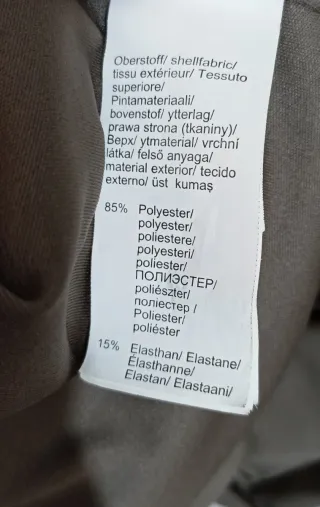 Oberstoff/ shellfabric/
tissu extérieur/ Tessuto
superiore/
Pintamateriaali/
bovenstof/ ytterlag/
prawa strona (tkaniny)/
Верх/ ytmaterial/ vrchní
látka/ felső anyaga/
material exterior/ tecido
externo/ üst kumaş
85% Polyester/
polyester/
poliestere/
polyesteri/
poliester/
ПОЛИЭСТЕР/
poliészter/
поліестер /
Poliester/
poliéster
15% Elasthan/ Elastane/
Élasthanne/
Elastan/ Elastaani/